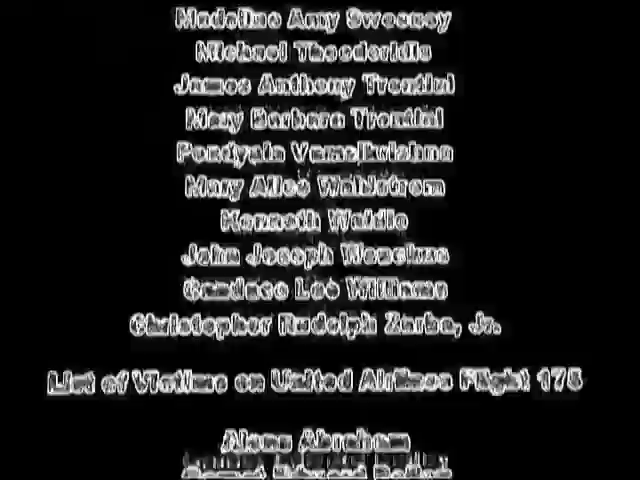 Madeline Amy Sweeney
Michael Theodoridis
James Anthony Trentini
Mary Barbara Trentini
Pendyala Vamsikrishna
Mary Alice Wahlstrom
Kenneth Waldie
John Joseph Wenckus
Candace Lee Williams
Christopher Rudolph Zarba, Jr.
List of Victims on United Airlines Flight 175
Alona Abraham